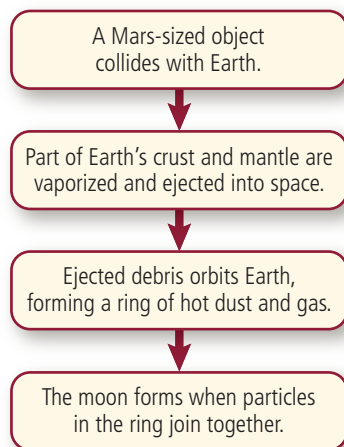 A Mars-sized object
collides with Earth.
Part of Earth’s crust and mantle are
vaporized and ejected into space.
Ejected debris orbits Earth,
forming a ring of hot dust and gas.
The moon forms when particles
in the ring join together.